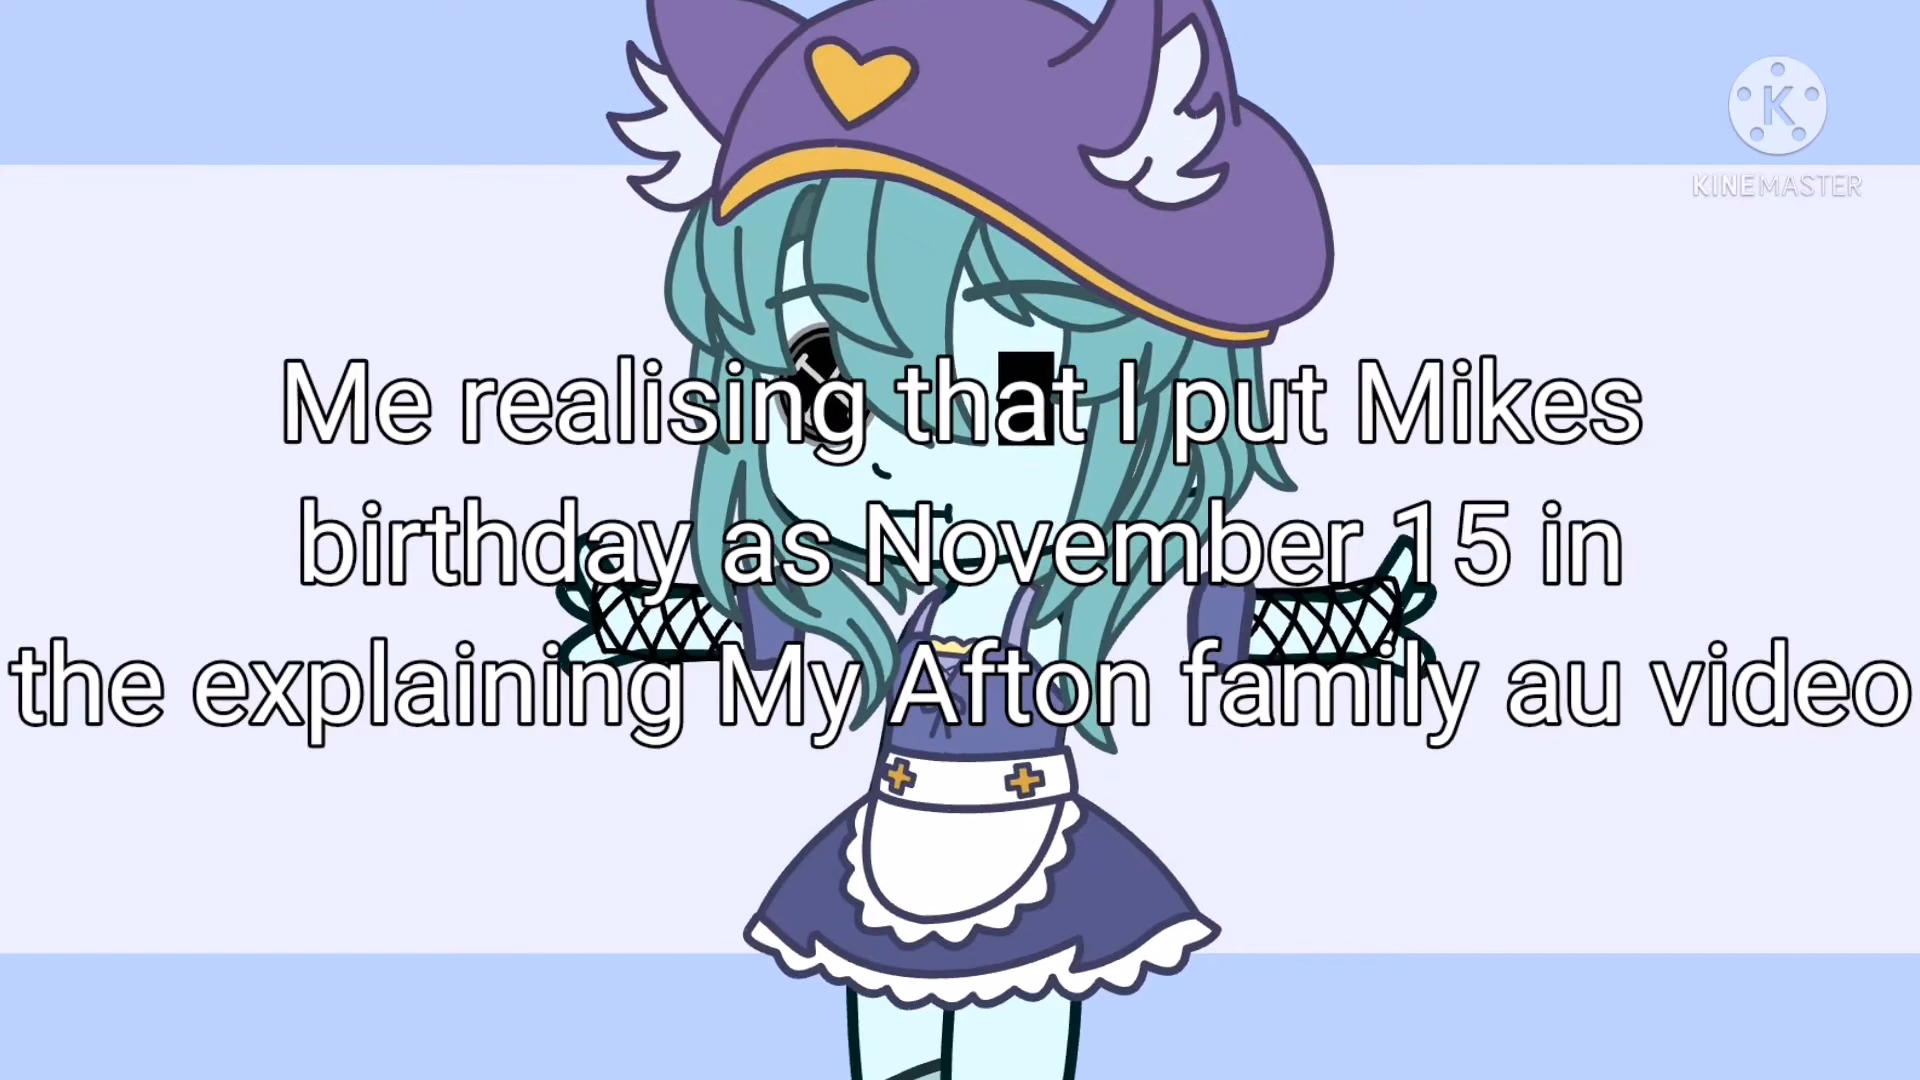 K
KINEMASTER
Me realising that I put Mikes
birthday as November 15 in
the explaining My Afton family au video